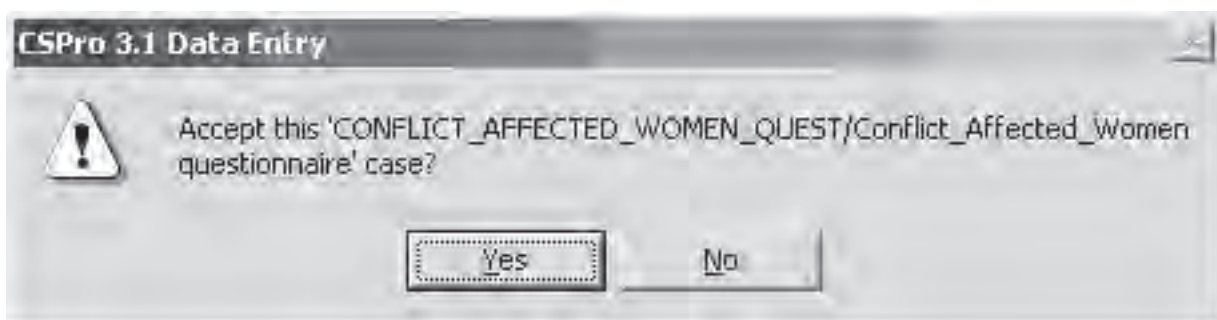 CSPro 3.1 Data Entry
Accept this 'CONFLICT_AFFECTED_WOMEN_QUEST/Conflict_Affected_Women
questionnaire' case?
Yes No